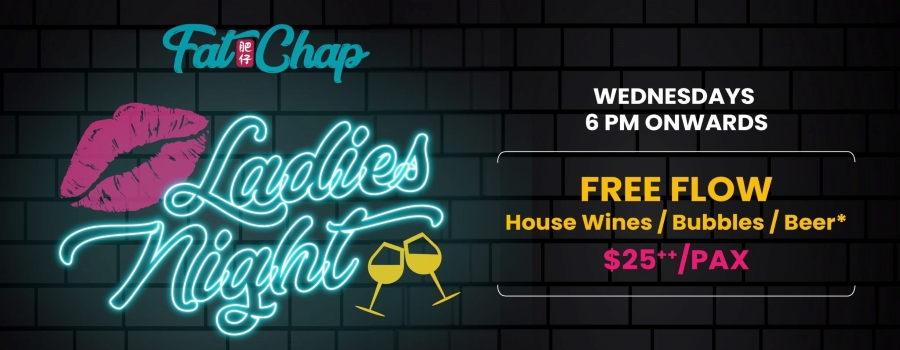 Fat 肥仔 Chap
Ladies
Night
WEDNESDAYS
6 PM ONWARDS
FREE FLOW
House Wines / Bubbles / Beer*
$25++/PAX